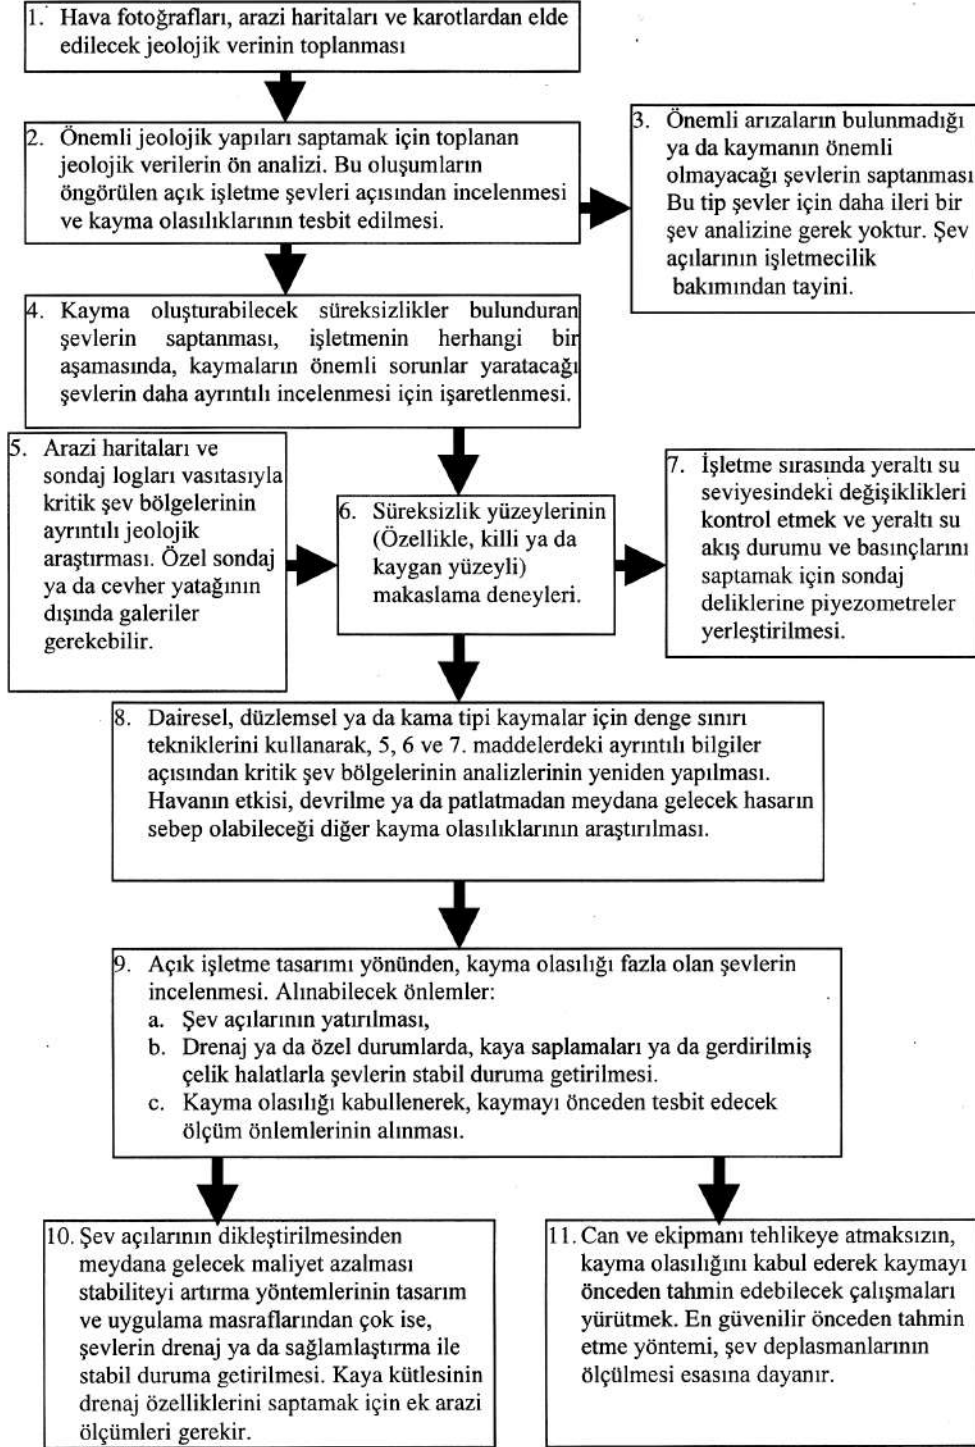 1. Hava fotoğrafları, arazi haritaları ve karotlardan elde
edilecek jeolojik verinin toplanması
2. Önemli jeolojik yapıları saptamak için toplanan
jeolojik verilerin ön analizi. Bu oluşumların
öngörülen açık işletme şevleri açısından incelenmesi
ve kayma olasılıklarının tesbit edilmesi.
3. Önemli arızaların bulunmadığı
ya da kaymanın önemli
olmayacağı şevlerin saptanması
Bu tip şevler için daha ileri bir
şev analizine gerek yoktur. Şev
açılarının işletmecilik
bakımından tayini.
4. Kayma oluşturabilecek süreksizlikler bulunduran
şevlerin saptanması, işletmenin herhangi bir
aşamasında, kaymaların önemli sorunlar yaratacağı
şevlerin daha ayrıntılı incelenmesi için işaretlenmesi.
5. Arazi haritaları ve
sondaj logları vasıtasıyla
kritik şev bölgelerinin
ayrıntılı jeolojik
araştırması. Özel sondaj
ya da cevher yatağının
dışında galeriler
gerekebilir.
6. Süreksizlik yüzeylerinin
(Özellikle, killi ya da
kaygan yüzeyli)
makaslama deneyleri.
7. İşletme sırasında yeraltı su
seviyesindeki değişiklikleri
kontrol etmek ve yeraltı su
akış durumu ve basınçlarını
saptamak için sondaj
deliklerine piyezometreler
yerleştirilmesi.
8. Dairesel, düzlemsel ya da kama tipi kaymalar için denge sınırı
tekniklerini kullanarak, 5, 6 ve 7. maddelerdeki ayrıntılı bilgiler
açısından kritik şev bölgelerinin analizlerinin yeniden yapılması.
Havanın etkisi, devrilme ya da patlatmadan meydana gelecek hasarın
sebep olabileceği diğer kayma olasılıklarının araştırılması.
9. Açık işletme tasarımı yönünden, kayma olasılığı fazla olan şevlerin
incelenmesi. Alınabilecek önlemler:
a. Şev açılarının yatırılması,
b. Drenaj ya da özel durumlarda, kaya saplamaları ya da gerdirilmiş
çelik halatlarla şevlerin stabil duruma getirilmesi.
c. Kayma olasılığı kabullenerek, kaymayı önceden tesbit edecek
ölçüm önlemlerinin alınması.
10. Şev açılarının dikleştirilmesinden
meydana gelecek maliyet azalması
stabiliteyi artırma yöntemlerinin tasarım
ve uygulama masraflarından çok ise,
şevlerin drenaj ya da sağlamlaştırma ile
stabil duruma getirilmesi. Kaya kütlesinin
drenaj özelliklerini saptamak için ek arazi
ölçümleri gerekir.
11. Can ve ekipmanı tehlikeye atmaksızın,
kayma olasılığını kabul ederek kaymayı
önceden tahmin edebilecek çalışmaları
yürütmek. En güvenilir önceden tahmin
etme yöntemi, şev deplasmanlarının
ölçülmesi esasına dayanır.